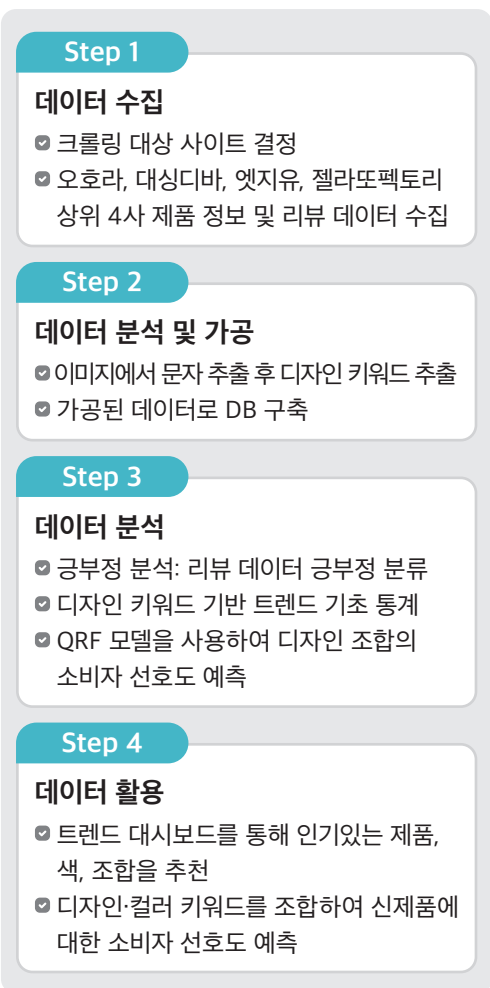 Step 1
데이터 수집
크롤링 대상 사이트 결정
오호라, 대싱디바, 엣지유, 젤라또펙토리
상위 4사 제품 정보 및 리뷰 데이터 수집
Step 2
데이터 분석 및 가공
이미지에서 문자 추출 후 디자인 키워드 추출
가공된 데이터로 DB 구축
Step 3
데이터 분석
긍부정 분석: 리뷰 데이터 긍부정 분류
디자인 키워드 기반 트렌드 기초 통계
QRF 모델을 사용하여 디자인 조합의
소비자 선호도 예측
Step 4
데이터 활용
트렌드 대시보드를 통해 인기있는 제품,
색, 조합을 추천
디자인·컬러 키워드를 조합하여 신제품에
대한 소비자 선호도 예측